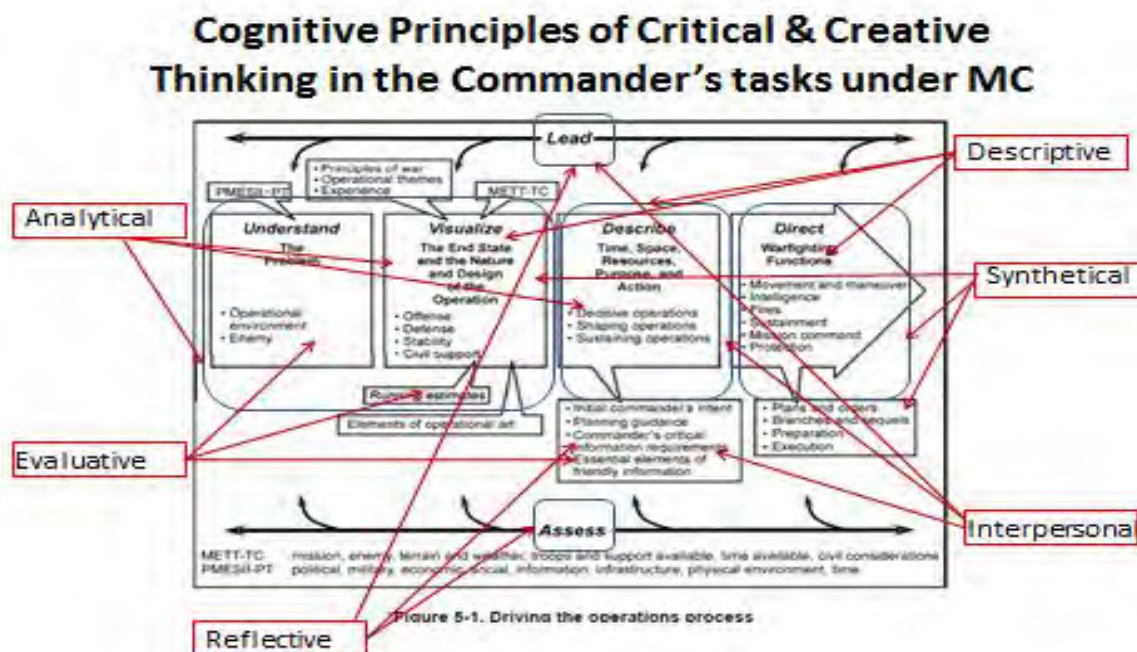 Cognitive Principles of Critical & Creative
Thinking in the Commander's tasks under MC
Lead
Descriptive
• Principles of war
• Operational themes
• Experience
PMESII-PT
METT-TC
Analytical
Understand
The
Problem
• Operational
environment
• Enemy
Visualize
The End State
and the Nature
and Design
of the
Operation
• Offense
• Defense
• Stability
• Civil support
Describe
Time, Space,
Resources,
Purpose, and
Action
• Decisive operations
• Shaping operations
• Sustaining operations
Direct
Warfighting
Functions
• Movement and maneuver
• Intelligence
• Fires
• Sustainment
• Mission command
• Protection
Synthetical
Running estimates
Elements of operational art
• Initial commander's intent
• Planning guidance
• Commander's critical
information requirements
• Essential elements of
friendly information
• Plans and orders
• Branches and sequels
• Preparation
• Execution
Evaluative
Interpersonal
Assess
METT-TC mission, enemy, terrain and weather, troops and support available, time available, civil considerations
PMESII-PT political, military, economic, social, information, infrastructure, physical environment, time
Figure 5-1. Driving the operations process
Reflective